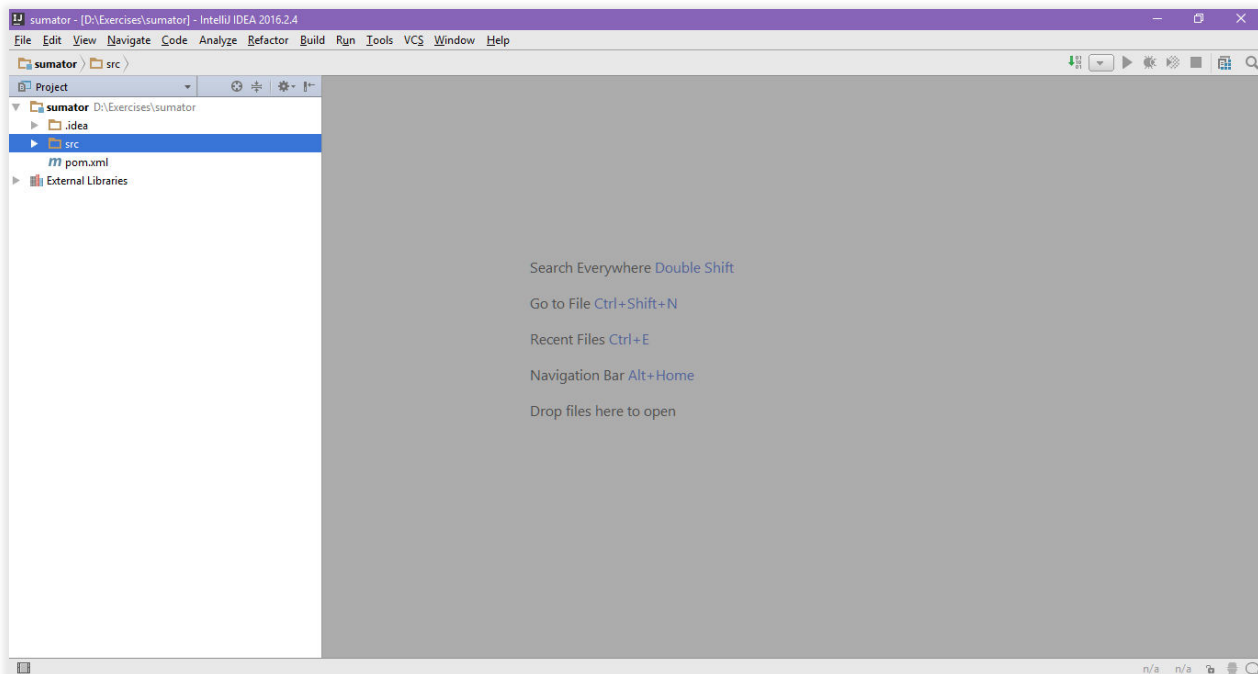 sumator - [D:\Exercises\sumator] - IntelliJ IDEA 2016.2.4
File Edit View Navigate Code Analyze Refactor Build Run Tools VCS Window Help
sumator src
Project
sumator D:\Exercises\sumator
.idea
src
m pom.xml
External Libraries
Search Everywhere Double Shift
Go to File Ctrl+Shift+N
Recent Files Ctrl+E
Navigation Bar Alt+Home
Drop files here to open
n/a n/a